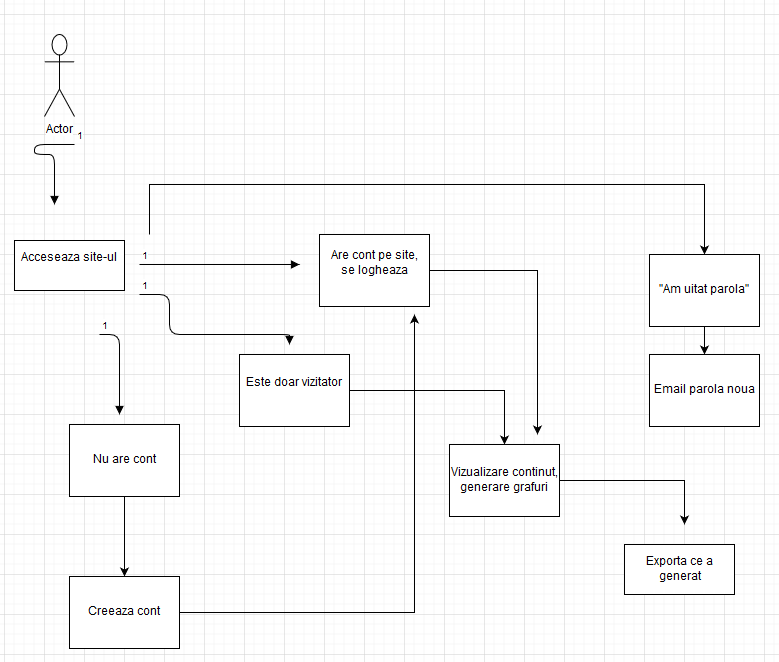 Actor
1
Acceseaza site-ul
1
1
1
Are cont pe site,
se logheaza
"Am uitat parola"
Este doar vizitator
Email parola noua
Nu are cont
Vizualizare continut,
generare grafuri
Exporta ce a
generat
Creeaza cont